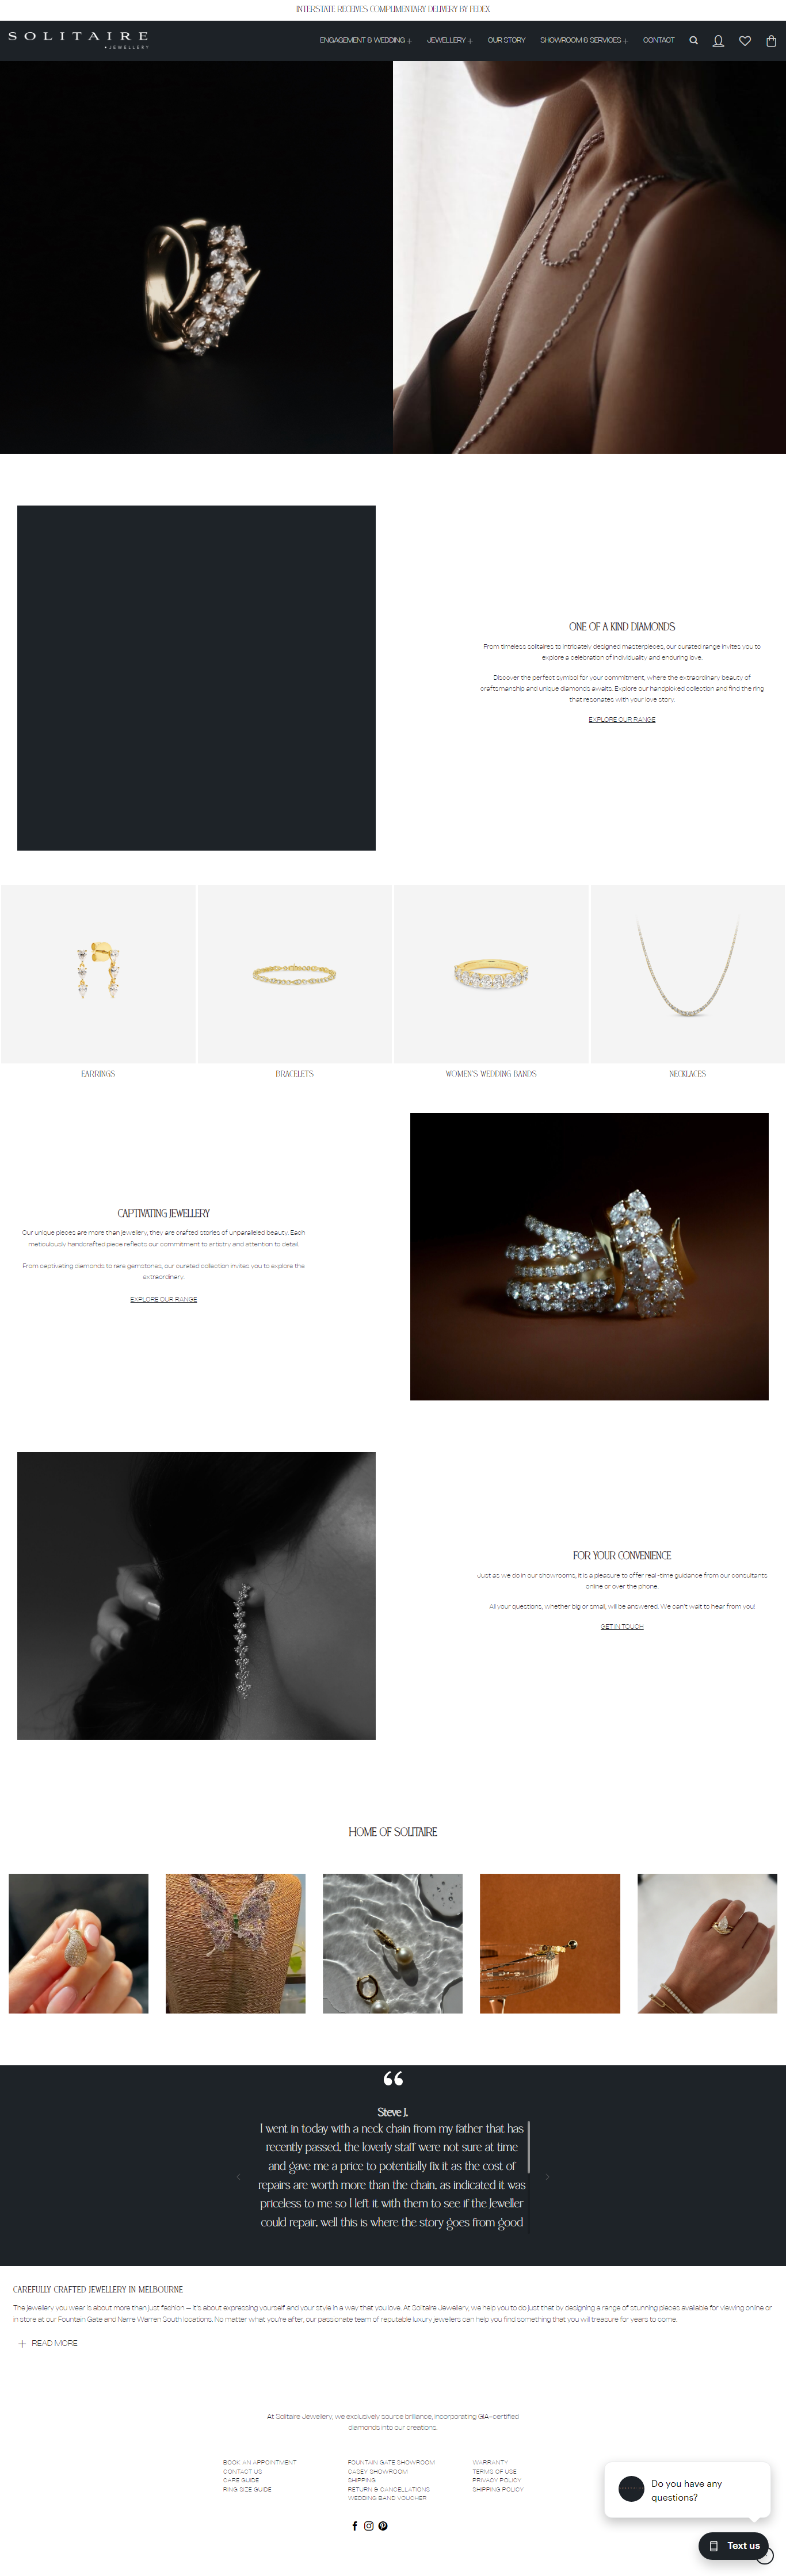 INTERSTATE RECEIVES COMPLIMENTARY DELIVERY BY FEDEX
SOLITAIRE
JEWELLERY
ENGAGEMENT & WEDDING +
JEWELLERY +
OUR STORY
SHOWROOM & SERVICES +
CONTACT
ONE OF A KIND DIAMONDS
From timeless solitaires to intricately designed masterpieces, our curated range invites you to
explore a celebration of individuality and enduring love.
Discover the perfect symbol for your commitment, where the extraordinary beauty of
craftsmanship and unique diamonds awaits. Explore our handpicked collection and find the ring
that resonates with your love story.
EXPLORE OUR RANGE
EARRINGS
BRACELETS
WOMEN'S WEDDING BANDS
NECKLACES
CAPTIVATING JEWELLERY
Our unique pieces are more than jewellery, they are crafted stories of unparalleled beauty. Each
meticulously handcrafted piece reflects our commitment to artistry and attention to detail.
From captivating diamonds to rare gemstones, our curated collection invites you to explore the
extraordinary.
EXPLORE OUR RANGE
FOR YOUR CONVENIENCE
Just as we do in our showrooms, it is a pleasure to offer real-time guidance from our consultants
online or over the phone.
All your questions, whether big or small, will be answered. We can't wait to hear from you!
GET IN TOUCH
HOME OF SOLITAIRE
“
Steve J.
I went in today with a neck chain from my father that has
recently passed. the loverly staff were not sure at time
and gave me a price to potentially fix it as the cost of
repairs are worth more than the chain. as indicated it was
priceless to me so I left it with them to see if the Jeweller
could repair. well this is where the story goes from good
CAREFULLY CRAFTED JEWELLERY IN MELBOURNE
The jewellery you wear is about more than just fashion – it's about expressing yourself and your style in a way that you love. At Solitaire Jewellery, we help you to do just that by designing a range of stunning pieces available for viewing online or
in store at our Fountain Gate and Narre Warren South locations. No matter what you're after, our passionate team of reputable luxury jewellers can help you find something that you will treasure for years to come.
+ READ MORE
At Solitaire Jewellery, we exclusively source brilliance, incorporating GIA-certified
diamonds into our creations.
BOOK AN APPOINTMENT
CONTACT US
CARE GUIDE
RING SIZE GUIDE
FOUNTAIN GATE SHOWROOM
CASEY SHOWROOM
SHIPPING
RETURN & CANCELLATIONS
WEDDING BAND VOUCHER
WARRANTY
TERMS OF USE
PRIVACY POLICY
SHIPPING POLICY
Do you have any
questions?
Text us